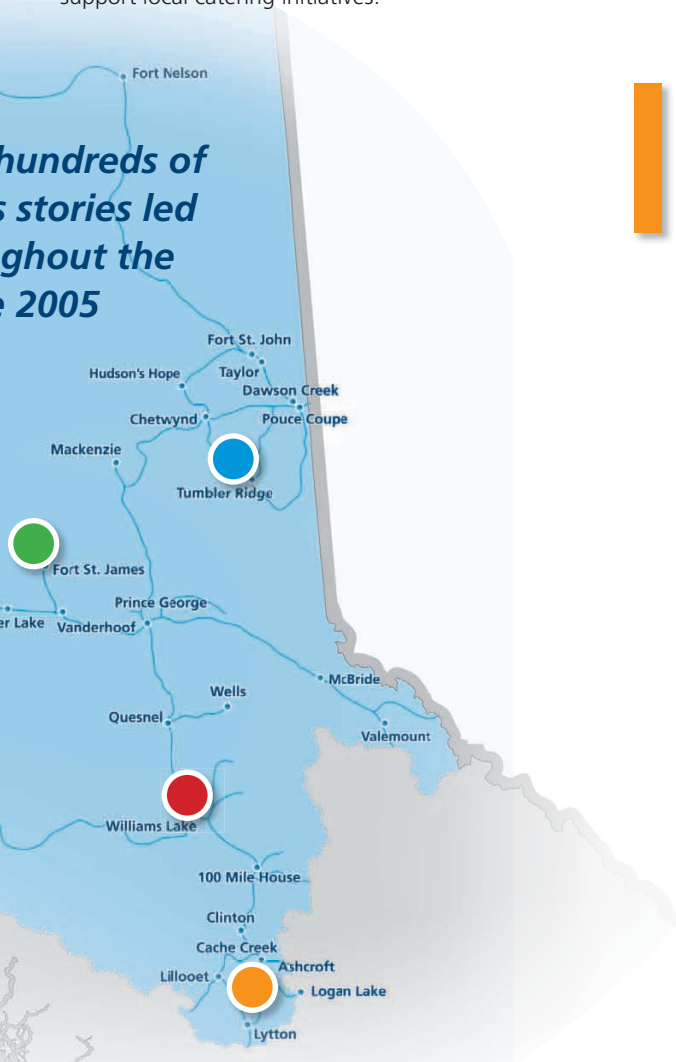 support local catering initiatives.
Fort Nelson
hundreds of
s stories led
ghout the
e 2005
Fort St. John
Hudson's Hope
Taylor
Dawson Creek
Chetwynd
Pouce Coupe
Mackenzie
Tumbler Ridge
Fort St. James
Prince George
er Lake
Vanderhoof
McBride
Wells
Quesnel
Valemount
Williams Lake
100 Mile House
Clinton
Cache Creek
Ashcroft
Lillooet
Logan Lake
Lytton